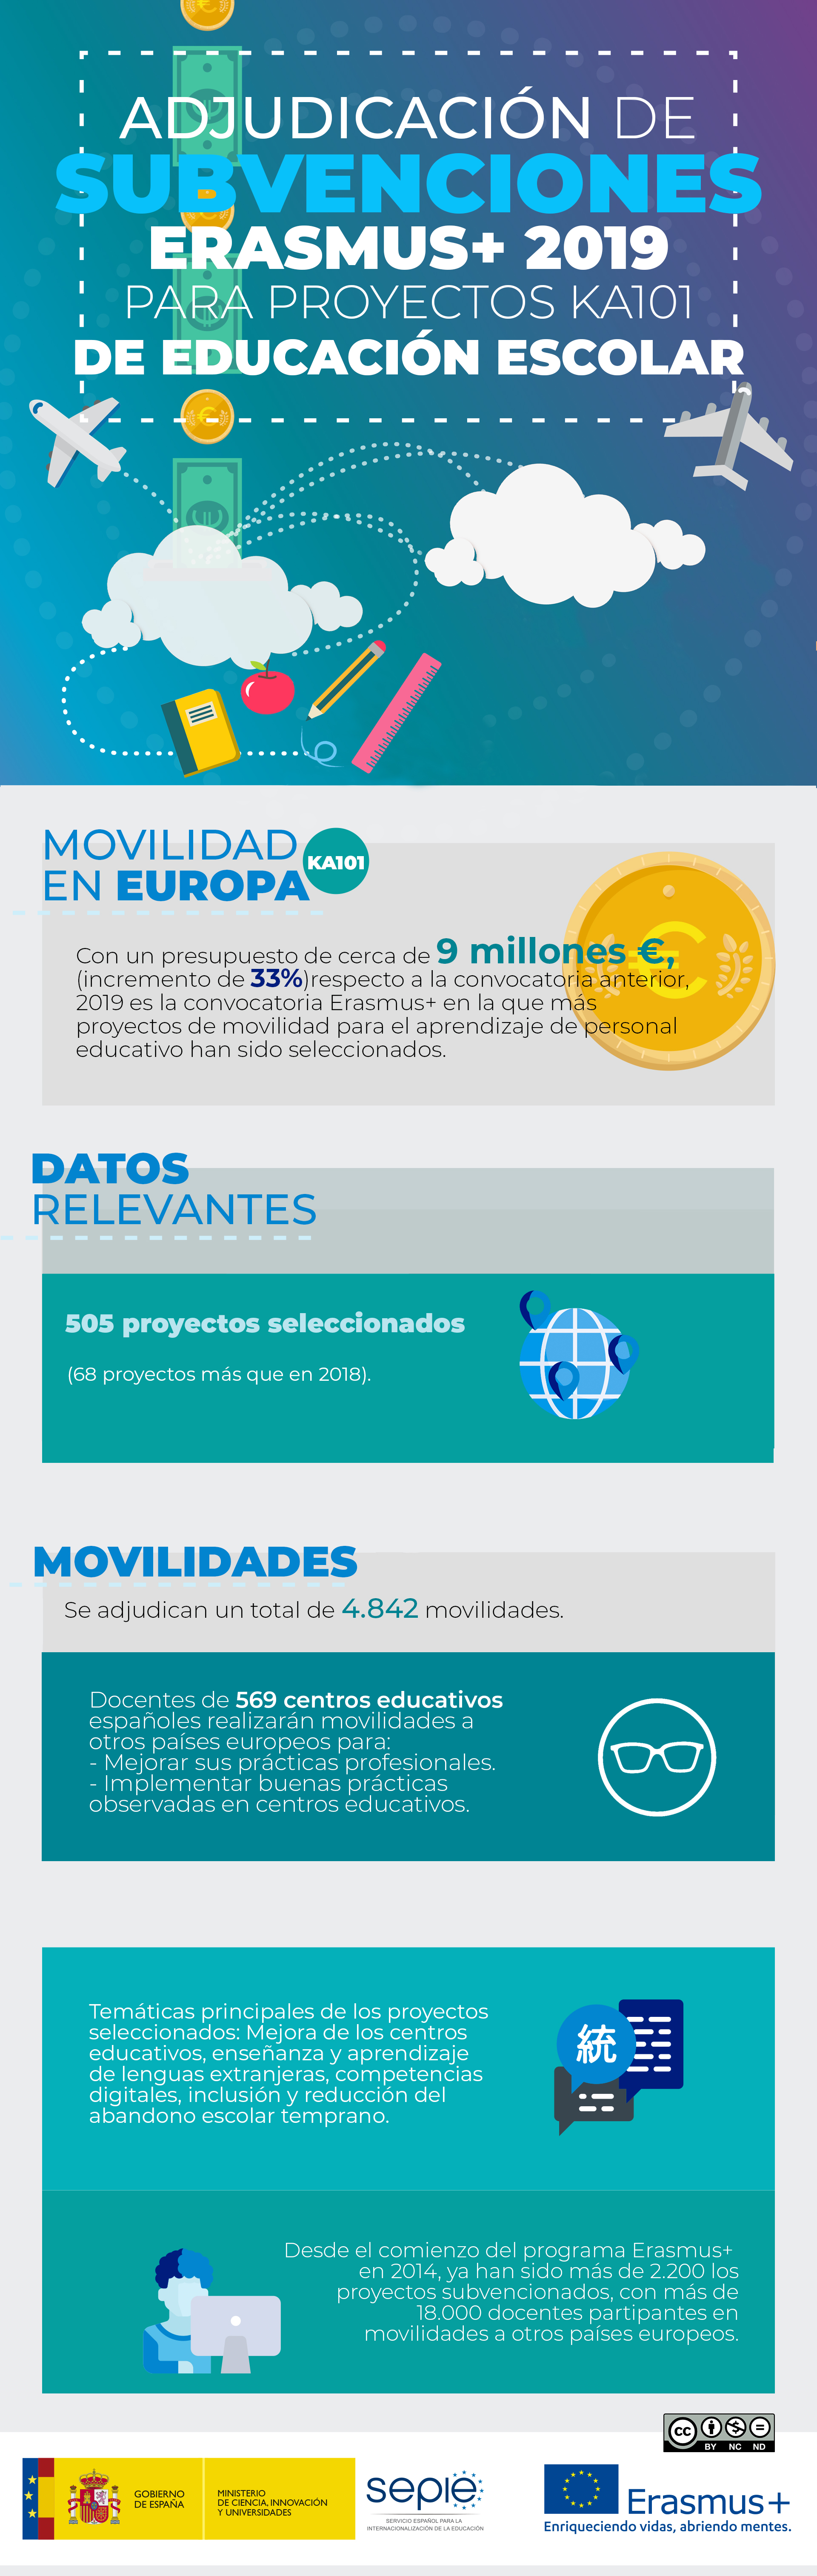 ADJUDICACIÓN DE
SUBVENCIONES
ERASMUS+ 2019
PARA PROYECTOS KA101
DE EDUCACIÓN ESCOLAR
MOVILIDAD
EN EUROPA
KA101
Con un presupuesto de cerca de 9 millones €,
(incremento de 33%)respecto a la convocatoria anterior,
2019 es la convocatoria Erasmus+ en la que más
proyectos de movilidad para el aprendizaje de personal
educativo han sido seleccionados.
DATOS
RELEVANTES
505 proyectos seleccionados
(68 proyectos más que en 2018).
MOVILIDADES
Se adjudican un total de 4.842 movilidades.
Docentes de 569 centros educativos
españoles realizarán movilidades a
otros países europeos para:
- Mejorar sus prácticas profesionales.
- Implementar buenas prácticas
observadas en centros educativos.
Temáticas principales de los proyectos
seleccionados: Mejora de los centros
educativos, enseñanza y aprendizaje
de lenguas extranjeras, competencias
digitales, inclusión y reducción del
abandono escolar temprano.
統
Desde el comienzo del programa Erasmus+
en 2014, ya han sido más de 2.200 los
proyectos subvencionados, con más de
18.000 docentes partipantes en
movilidades a otros países europeos.
cc
BY NC ND
GOBIERNO
DE ESPAÑA
MINISTERIO
DE CIENCIA, INNOVACIÓN
Y UNIVERSIDADES
sepie
SERVICIO ESPAÑOL PARA LA
INTERNACIONALIZACIÓN DE LA EDUCACIÓN
Erasmus+
Enriqueciendo vidas, abriendo mentes.